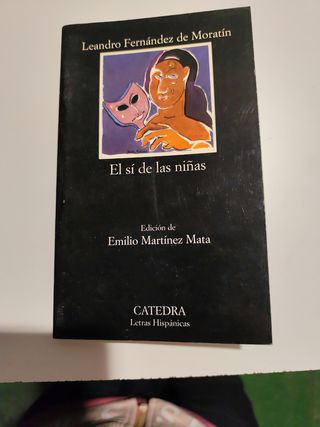 Leandro Fernández de Moratín
El sí de las niñas
Edición de
Emilio Martínez Mata
CATEDRA
Letras Hispánicas